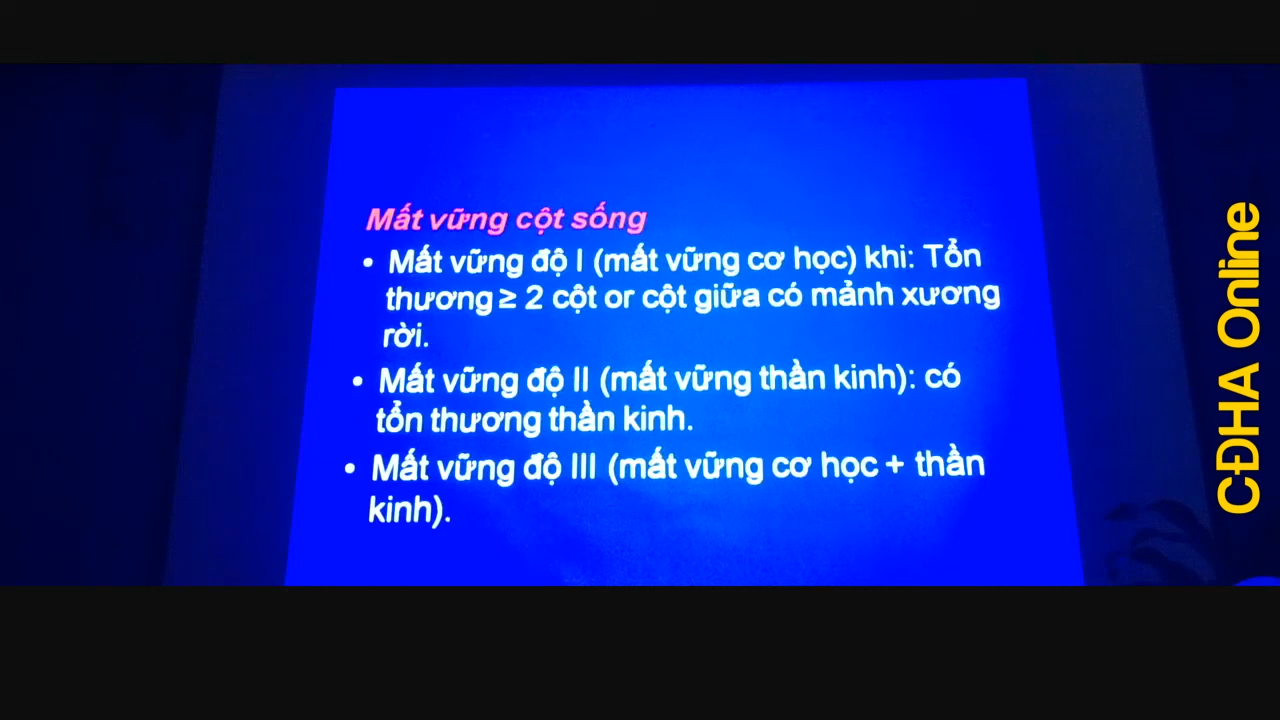 Mất vững cột sống
• Mất vững độ I (mất vững cơ học) khi: Tổn
thương ≥ 2 cột or cột giữa có mảnh xương
rời.
• Mất vững độ II (mất vững thần kinh): có
tổn thương thần kinh.
• Mất vững độ III (mất vững cơ học + thần
kinh).
CĐHA Online